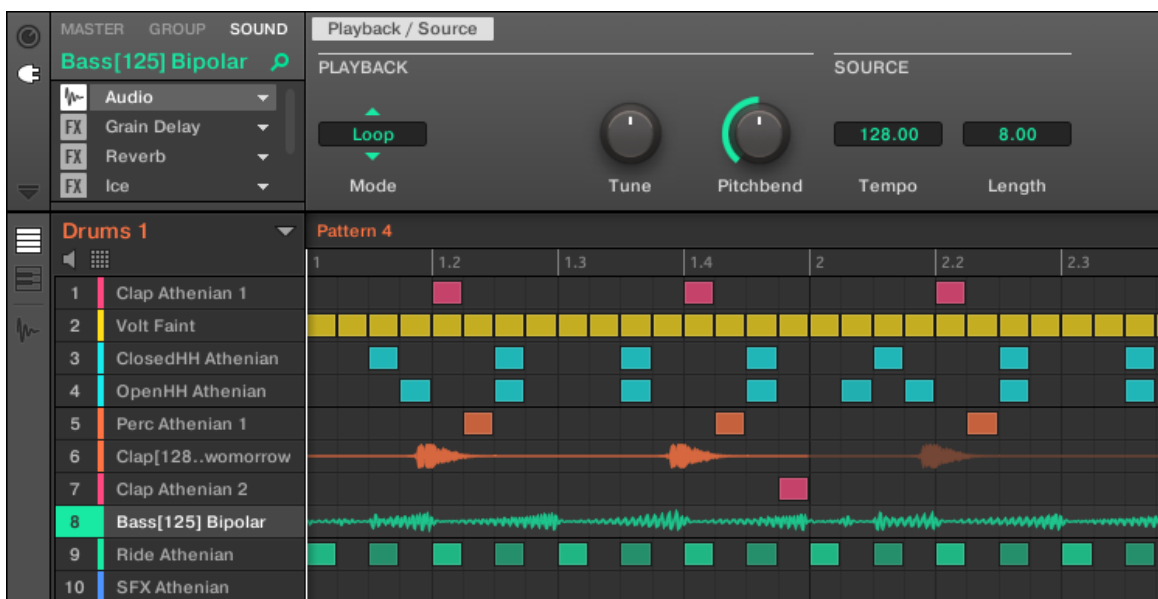 MASTER GROUP SOUND
Bass[125] Bipolar
Audio
FX Grain Delay
FX Reverb
FX Ice
Playback / Source
PLAYBACK
SOURCE
Loop
128.00
8.00
Mode
Tune
Pitchbend
Tempo
Length
Drums 1
Pattern 4
1 1.2 1.3 1.4 2 2.2 2.3
1 Clap Athenian 1
2 Volt Faint
3 ClosedHH Athenian
4 OpenHH Athenian
5 Perc Athenian 1
6 Clap[128..womorrow
7 Clap Athenian 2
8 Bass[125] Bipolar
9 Ride Athenian
10 SFX Athenian